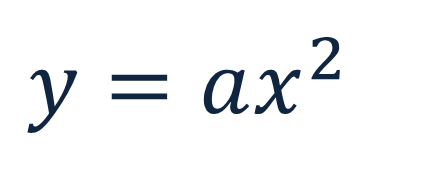 y = ax²